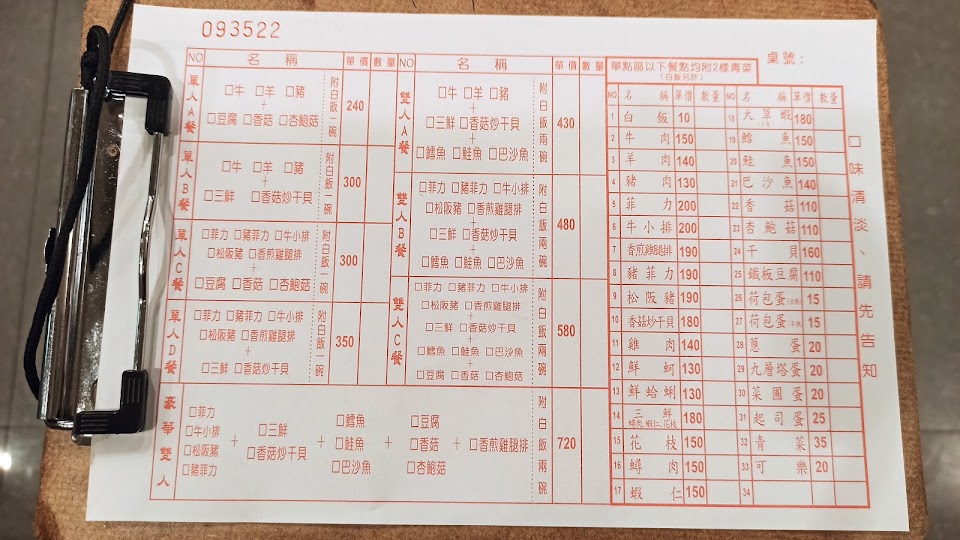 093522
NO 名稱 單價 數量
單人A餐
□牛 □羊 □豬
+
□豆腐 □香菇 □杏鮑菇
附白飯一碗
240
單人B餐
□牛 □羊 □豬
+
□三鮮 □香菇炒干貝
附白飯一碗
300
單人C餐
□菲力 □豬菲力 □牛小排
□松阪豬 □香煎雞腿排
+
□豆腐 □香菇 □杏鮑菇
附白飯一碗
300
單人D餐
□菲力 □豬菲力 □牛小排
□松阪豬 □香煎雞腿排
+
□三鮮 □香菇炒干貝
附白飯一碗
350
NO 名稱 單價 數量
雙人A餐
□牛 □羊 □豬
+
□三鮮 □香菇炒干貝
+
□鱈魚 □鮭魚 □巴沙魚
附白飯兩碗
430
雙人B餐
□菲力 □豬菲力 □牛小排
□松阪豬 □香煎雞腿排
+
□三鮮 □香菇炒干貝
+
□鱈魚 □鮭魚 □巴沙魚
附白飯兩碗
480
雙人C餐
□菲力 □豬菲力 □牛小排
□松阪豬 □香煎雞腿排
+
□三鮮 □香菇炒干貝
+
□鱈魚 □鮭魚 □巴沙魚
+
□豆腐 □香菇 □杏鮑菇
附白飯兩碗
580
豪華雙人
□菲力
□牛小排
□松阪豬
□豬菲力
+
□三鮮
□香菇炒干貝
+
□鱈魚
□鮭魚
□巴沙魚
+
□豆腐
□香菇
□杏鮑菇
+ □香煎雞腿排
附白飯兩碗
720
單點區以下餐點均附2樣青菜
(白飯另計)
桌號:
NO 名稱 單價 數量
1 白飯 10
2 牛肉 150
3 羊肉 140
4 豬肉 130
5 菲力 200
6 牛小排 200
7 香煎雞腿排 190
8 豬菲力 190
9 松阪豬 190
10 香菇炒干貝 180
11 雞肉 140
12 鮮蚵 130
13 鮮蛤蜊 130
14 三鮮 180
蟳肉,蝦仁,花枝
15 花枝 150
16 蟳肉 150
17 蝦仁 150
NO 名稱 單價 數量
18 大草蝦 180
19 鱈魚 150
20 鮭魚 150
21 巴沙魚 140
22 香菇 110
23 杏鮑菇 110
24 干貝 160
25 鐵板豆腐 110
26 荷包蛋 15
27 荷包蛋 15
28 蔥蛋 20
29 九層塔蛋 20
30 菜圃蛋 20
31 起司蛋 25
32 青菜 35
33 可樂 20
34
□味清淡、請先告知